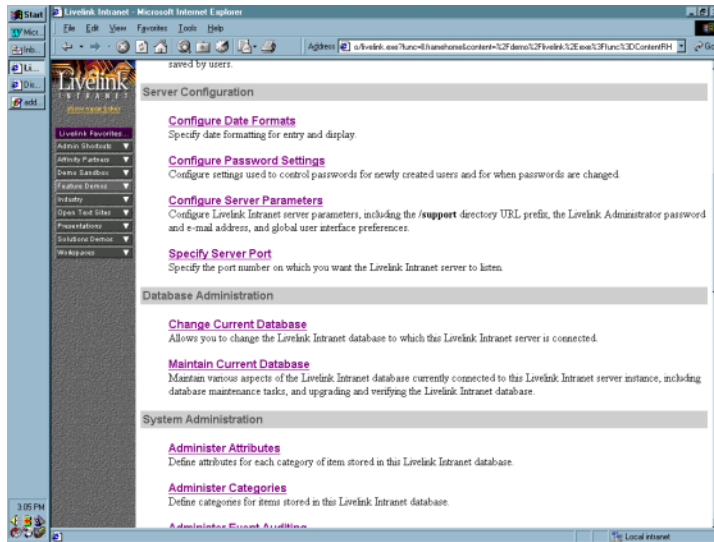 Start
Livelink Intranet - Microsoft Internet Explorer
Micr...
File Edit View Favorites Tools Help
Inb...
Address
Go
Li...
saved by users.
Dis...
Livelink
INTRANET
add...
Server Configuration
Configure Date Formats
Specify date formatting for entry and display.
Livelink Favorites...
Admin Shortcuts
Configure Password Settings
Affinity Partners
Configure settings used to control passwords for newly created users and for when passwords are changed.
Demo Sandbox
Feature Demos
Configure Server Parameters
Industry
Configure Livelink Intranet server parameters, including the /support directory URL prefix, the Livelink Administrator password
Open Text Sites
and e-mail address, and global user interface preferences.
Presentations
Solutions Demos
Specify Server Port
Workspaces
Specify the port number on which you want the Livelink Intranet server to listen.
Database Administration
Change Current Database
Allows you to change the Livelink Intranet database to which this Livelink Intranet server is connected.
Maintain Current Database
Maintain various aspects of the Livelink Intranet database currently connected to this Livelink Intranet server instance, including
database maintenance tasks, and upgrading and verifying the Livelink Intranet database.
System Administration
Administer Attributes
Define attributes for each category of item stored in this Livelink Intranet database.
Administer Categories
Define categories for items stored in this Livelink Intranet database.
3:05 PM
Administer Event Auditing
Local intranet